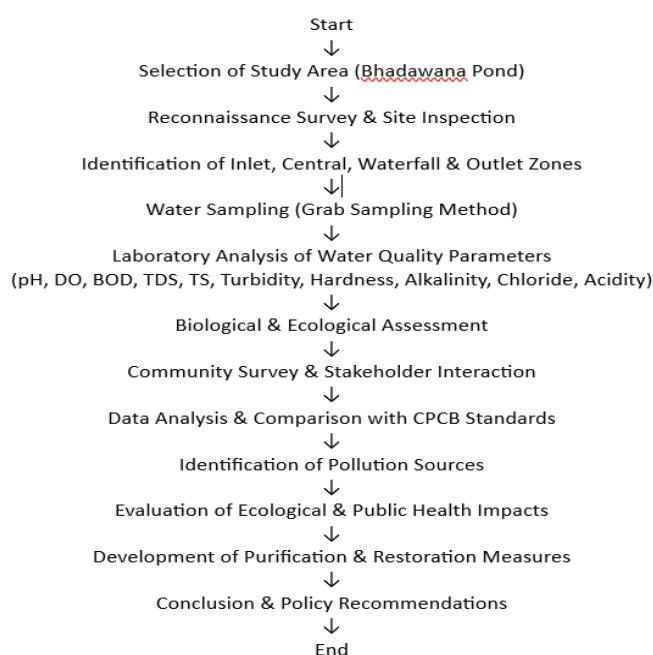 Start
↓
Selection of Study Area (Bhadawana Pond)
↓
Reconnaissance Survey & Site Inspection
↓
Identification of Inlet, Central, Waterfall & Outlet Zones
↓
Water Sampling (Grab Sampling Method)
↓
Laboratory Analysis of Water Quality Parameters
(pH, DO, BOD, TDS, TS, Turbidity, Hardness, Alkalinity, Chloride, Acidity)
↓
Biological & Ecological Assessment
↓
Community Survey & Stakeholder Interaction
↓
Data Analysis & Comparison with CPCB Standards
↓
Identification of Pollution Sources
↓
Evaluation of Ecological & Public Health Impacts
↓
Development of Purification & Restoration Measures
↓
Conclusion & Policy Recommendations
↓
End